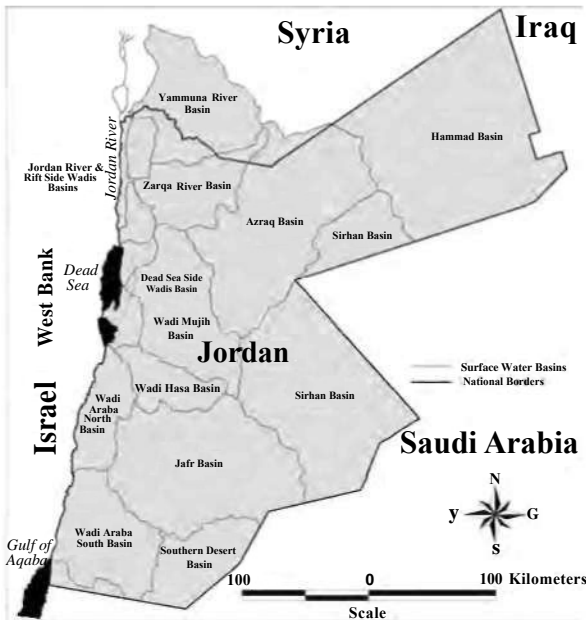 Syria
Iraq
Yammuna River
Basin
Hammad Basin
Jordan River
Jordan River &
Rift Side Wadis
Basins
Zarqa River Basin
Azraq Basin
Sirhan Basin
Dead
Sea
West Bank
Dead Sea Side
Wadis Basin
Wadi Mujih
Basin
Jordan
Surface Water Basins
National Borders
Wadi Hasa Basin
Sirhan Basin
Wadi
Araba
North
Basin
Israel
Saudi Arabia
Jafr Basin
N
y
G
s
Wadi Araba
South Basin
Southern Desert
Basin
Gulf of
Aqaba
100 0 100 Kilometers
Scale